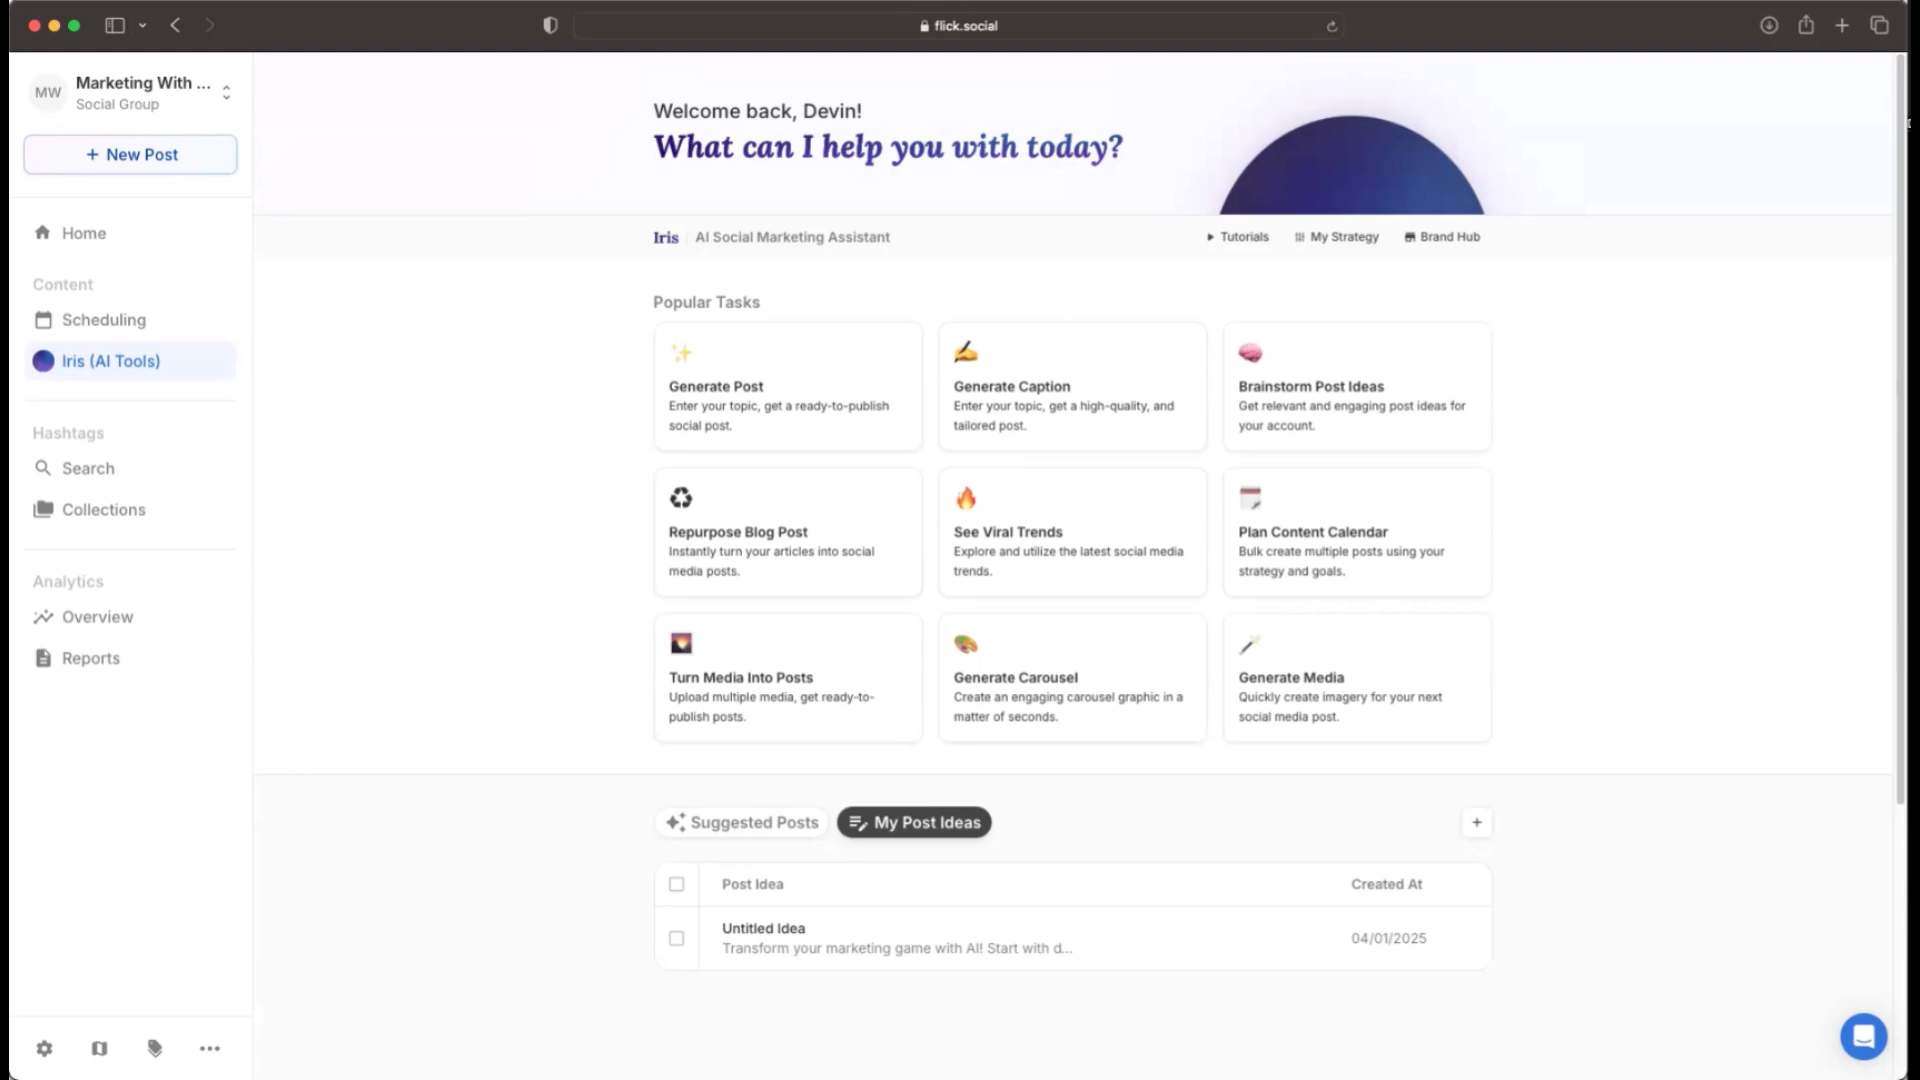 flick.social
MW
Marketing With ...
Social Group
+ New Post
Home
Content
Scheduling
Iris (AI Tools)
Hashtags
Search
Collections
Analytics
Overview
Reports
Welcome back, Devin!
What can I help you with today?
Iris AI Social Marketing Assistant
Tutorials
My Strategy
Brand Hub
Popular Tasks
Generate Post
Enter your topic, get a ready-to-publish
social post.
Generate Caption
Enter your topic, get a high-quality, and
tailored post.
Brainstorm Post Ideas
Get relevant and engaging post ideas for
your account.
Repurpose Blog Post
Instantly turn your articles into social
media posts.
See Viral Trends
Explore and utilize the latest social media
trends.
Plan Content Calendar
Bulk create multiple posts using your
strategy and goals.
Turn Media Into Posts
Upload multiple media, get ready-to-
publish posts.
Generate Carousel
Create an engaging carousel graphic in a
matter of seconds.
Generate Media
Quickly create imagery for your next
social media post.
Suggested Posts
My Post Ideas
+
Post Idea
Created At
Untitled Idea
Transform your marketing game with AI! Start with d...
04/01/2025